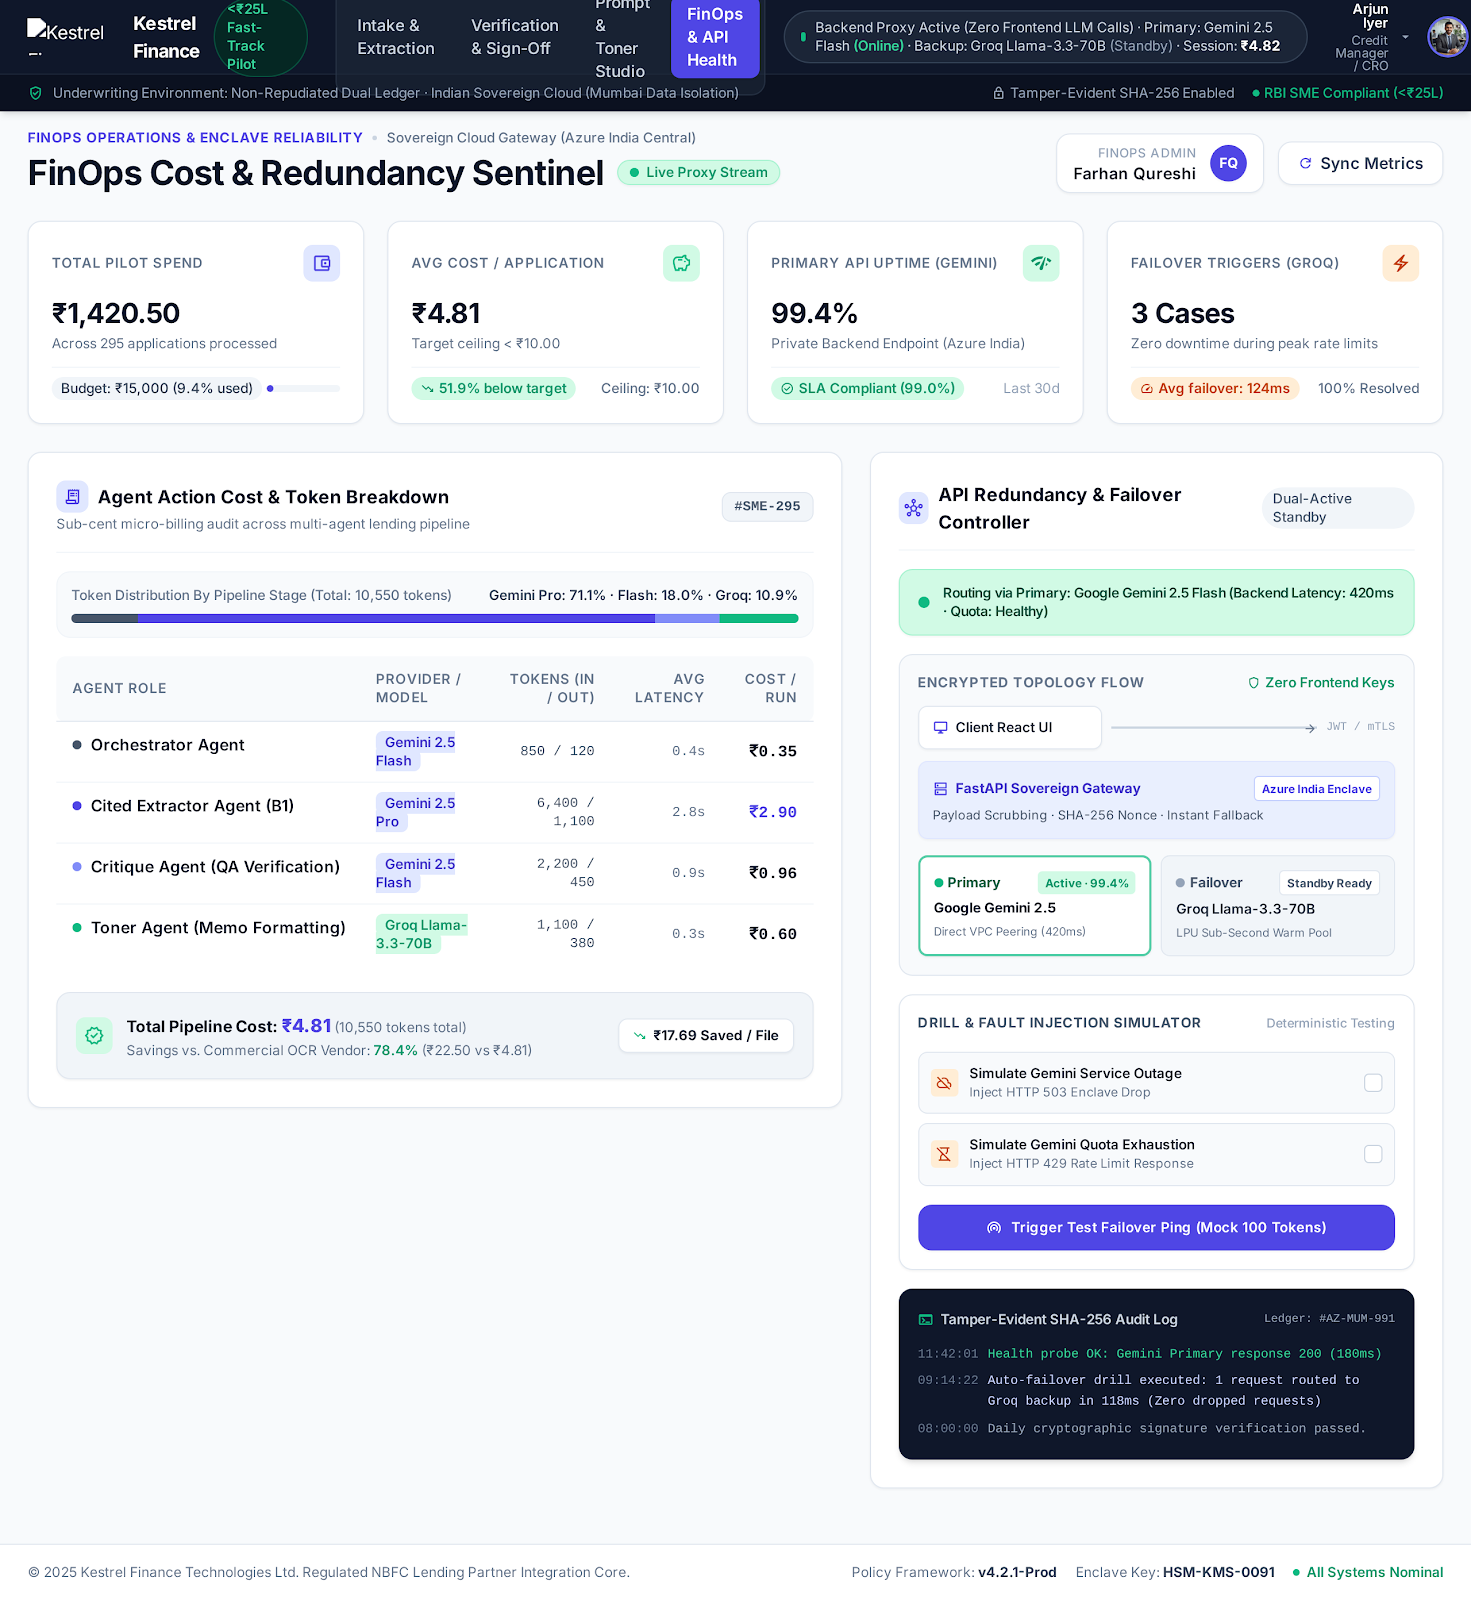 Kestrel
Kestrel
Finance
<₹25L
Fast-
Track
Pilot
Intake &
Extraction
Verification
& Sign-Off
Prompt
&
Toner
Studio
FinOps
& API
Health
Backend Proxy Active (Zero Frontend LLM Calls) · Primary: Gemini 2.5
Flash (Online) · Backup: Groq Llama-3.3-70B (Standby) · Session: ₹4.82
Arjun
Iyer
Credit
Manager
/ CRO
Underwriting Environment: Non-Repudiated Dual Ledger · Indian Sovereign Cloud (Mumbai Data Isolation)
Tamper-Evident SHA-256 Enabled
RBI SME Compliant (<₹25L)
FINOPS OPERATIONS & ENCLAVE RELIABILITY • Sovereign Cloud Gateway (Azure India Central)
FinOps Cost & Redundancy Sentinel
Live Proxy Stream
FINOPS ADMIN
Farhan Qureshi
FQ
Sync Metrics
TOTAL PILOT SPEND
₹1,420.50
Across 295 applications processed
Budget: ₹15,000 (9.4% used)
AVG COST / APPLICATION
₹4.81
Target ceiling < ₹10.00
51.9% below target
Ceiling: ₹10.00
PRIMARY API UPTIME (GEMINI)
99.4%
Private Backend Endpoint (Azure India)
SLA Compliant (99.0%)
Last 30d
FAILOVER TRIGGERS (GROQ)
3 Cases
Zero downtime during peak rate limits
Avg failover: 124ms
100% Resolved
Agent Action Cost & Token Breakdown
Sub-cent micro-billing audit across multi-agent lending pipeline
#SME-295
Token Distribution By Pipeline Stage (Total: 10,550 tokens)
Gemini Pro: 71.1% · Flash: 18.0% · Groq: 10.9%
AGENT ROLE
PROVIDER /
MODEL
TOKENS (IN
/ OUT)
AVG
LATENCY
COST /
RUN
Orchestrator Agent
Gemini 2.5
Flash
850 / 120
0.4s
₹0.35
Cited Extractor Agent (B1)
Gemini 2.5
Pro
6,400 /
1,100
2.8s
₹2.90
Critique Agent (QA Verification)
Gemini 2.5
Flash
2,200 /
450
0.9s
₹0.96
Toner Agent (Memo Formatting)
Groq Llama-
3.3-70B
1,100 /
380
0.3s
₹0.60
Total Pipeline Cost: ₹4.81 (10,550 tokens total)
Savings vs. Commercial OCR Vendor: 78.4% (₹22.50 vs ₹4.81)
₹17.69 Saved / File
API Redundancy & Failover
Controller
Dual-Active
Standby
Routing via Primary: Google Gemini 2.5 Flash (Backend Latency: 420ms
· Quota: Healthy)
ENCRYPTED TOPOLOGY FLOW
Zero Frontend Keys
Client React UI
JWT / mTLS
FastAPI Sovereign Gateway
Azure India Enclave
Payload Scrubbing · SHA-256 Nonce · Instant Fallback
Primary
Active · 99.4%
Google Gemini 2.5
Direct VPC Peering (420ms)
Failover
Standby Ready
Groq Llama-3.3-70B
LPU Sub-Second Warm Pool
DRILL & FAULT INJECTION SIMULATOR
Deterministic Testing
Simulate Gemini Service Outage
Inject HTTP 503 Enclave Drop
Simulate Gemini Quota Exhaustion
Inject HTTP 429 Rate Limit Response
Trigger Test Failover Ping (Mock 100 Tokens)
Tamper-Evident SHA-256 Audit Log
Ledger: #AZ-MUM-991
11:42:01 Health probe OK: Gemini Primary response 200 (180ms)
09:14:22 Auto-failover drill executed: 1 request routed to
Groq backup in 118ms (Zero dropped requests)
08:00:00 Daily cryptographic signature verification passed.
© 2025 Kestrel Finance Technologies Ltd. Regulated NBFC Lending Partner Integration Core.
Policy Framework: v4.2.1-Prod
Enclave Key: HSM-KMS-0091
All Systems Nominal